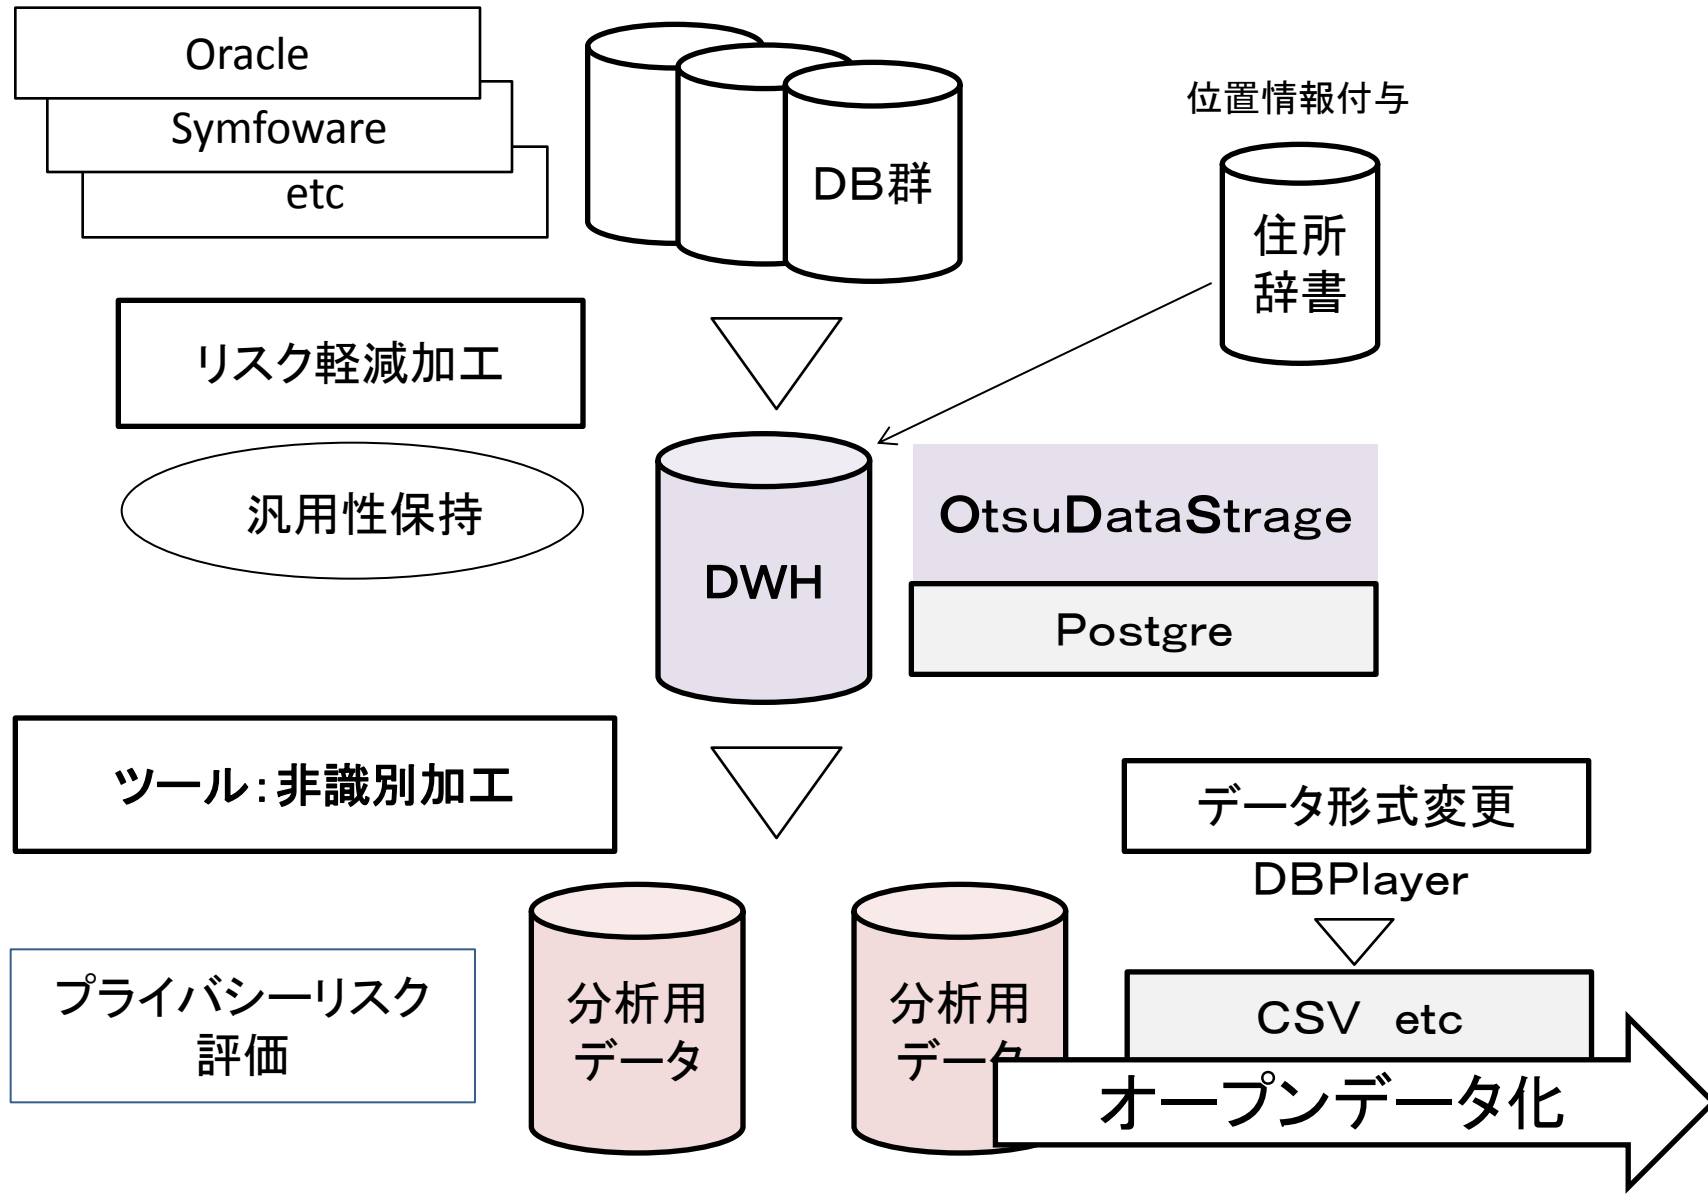 Oracle
Symfoware
etc
DB群
位置情報付与
住所
辞書
リスク軽減加工
汎用性保持
DWH
OtsuDataStrage
Postgre
ツール:非識別加工
データ形式変更
DBPlayer
プライバシーリスク
評価
分析用
データ
分析用
データ
CSV etc
オープンデータ化